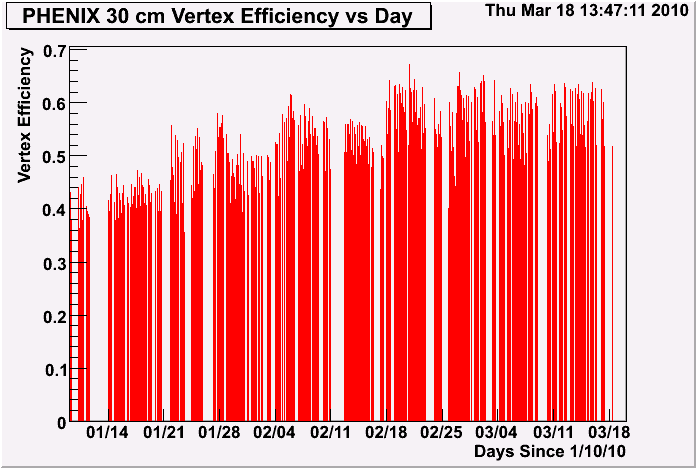 PHENIX 30 cm Vertex Efficiency vs Day
Thu Mar 18 13:47:11 2010
Vertex Efficiency
0.7
0.6
0.5
0.4
0.3
0.2
0.1
0
01/14 01/21 01/28 02/04 02/11 02/18 02/25 03/04 03/11 03/18
Days Since 1/10/10